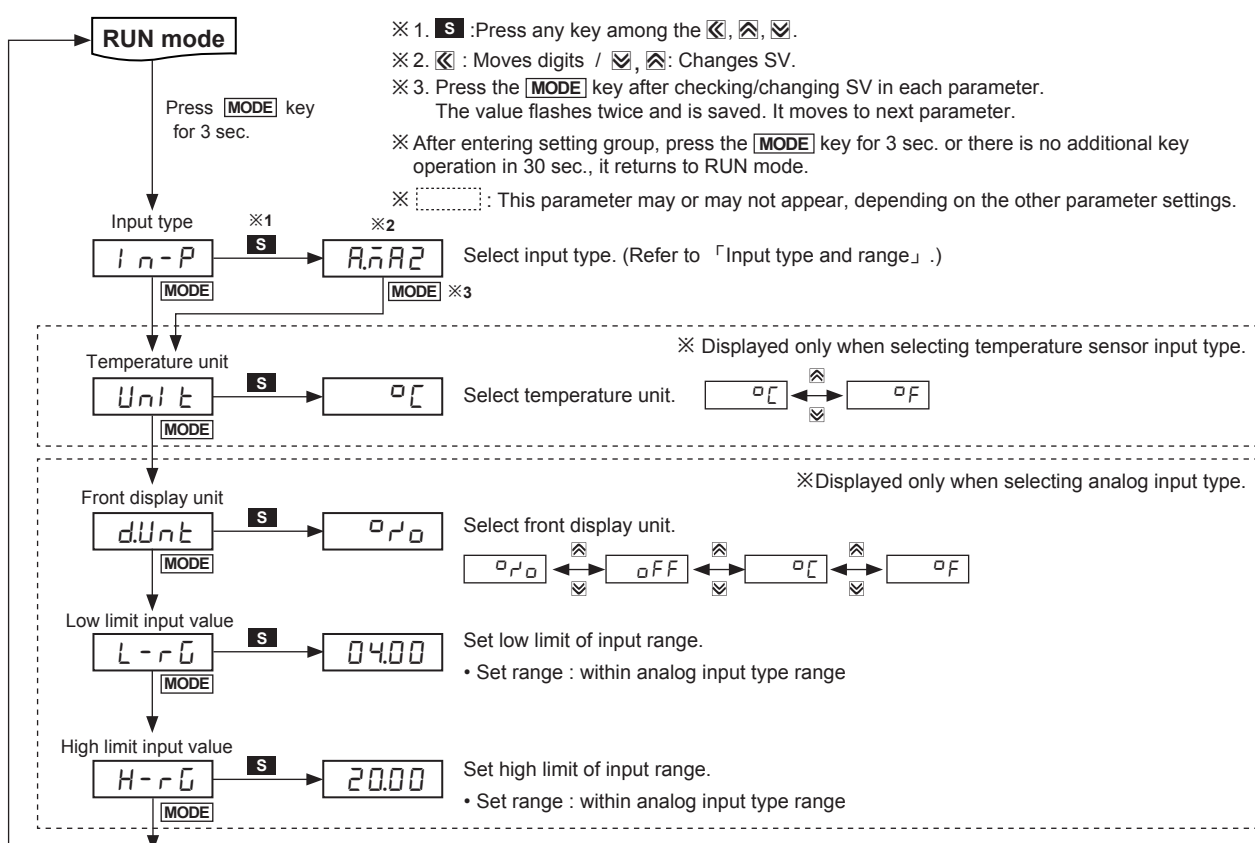 RUN mode
※1. S :Press any key among the «, ︽, ︾.
※2. « : Moves digits / ︾, ︽: Changes SV.
Press MODE key
for 3 sec.
※3. Press the MODE key after checking/changing SV in each parameter.
The value flashes twice and is saved. It moves to next parameter.
※ After entering setting group, press the MODE key for 3 sec. or there is no additional key
operation in 30 sec., it returns to RUN mode.
※ : This parameter may or may not appear, depending on the other parameter settings.
Input type ※1 ※2
In-P S A.mA2 Select input type. (Refer to 「Input type and range」.)
MODE MODE ※3
※ Displayed only when selecting temperature sensor input type.
Temperature unit
UnIt S °C Select temperature unit. °C ︽ ︾ °F
MODE
※Displayed only when selecting analog input type.
Front display unit
d.Unt S % Select front display unit.
MODE
% ︽ ︾ oFF ︽ ︾ °C ︽ ︾ °F
Low limit input value
L-rG S 04.00 Set low limit of input range.
MODE • Set range : within analog input type range
High limit input value
H-rG S 20.00 Set high limit of input range.
MODE • Set range : within analog input type range